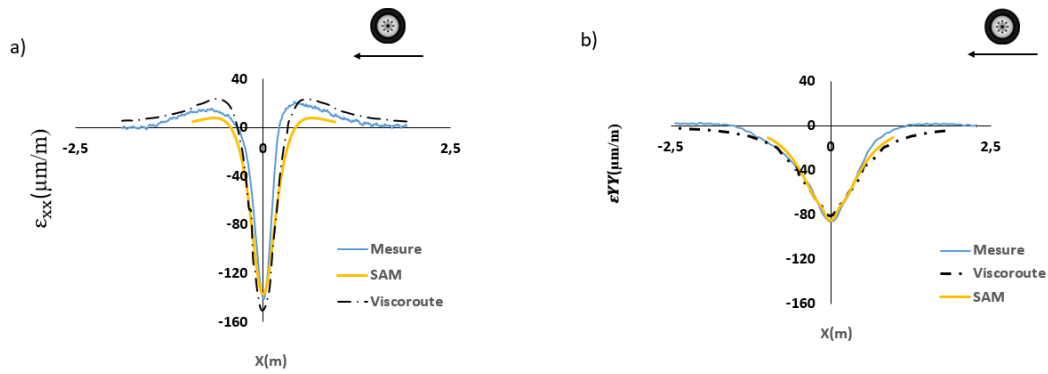 a)
40
0
-40
-80
-120
-160
-2,5
0
2,5
εxx(μm/m)
X(m)
Mesure
SAM
Viscoroute
b)
40
0
-40
-80
-120
-160
-2,5
0
2,5
εYY(μm/m)
X(m)
Mesure
Viscoroute
SAM